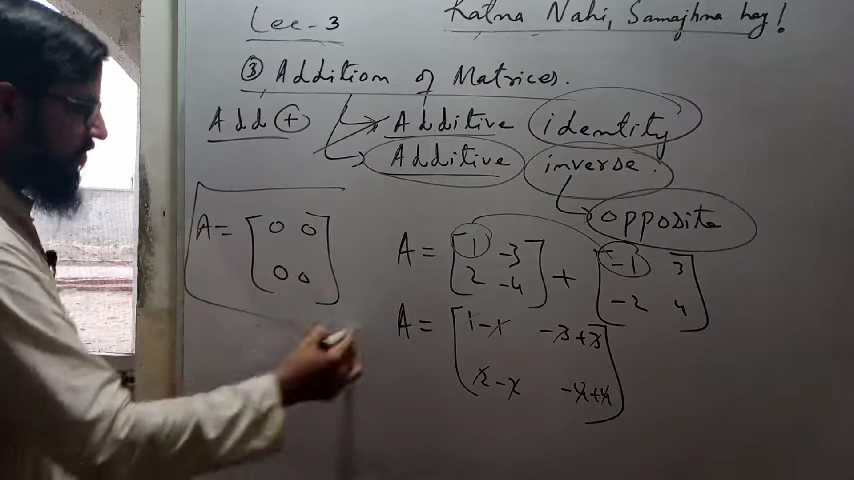 Lec-3
Ratna Nahi, Samajhna hay!
③ Addition of Matrices.
Add (+) Additive identity
Additive inverse.
opposite
A = [0 0
0 0]
A = [-1 -3
2 -4] + [-1 3
-2 4]
A = [1-1 -3+3
2-2 -4+4]